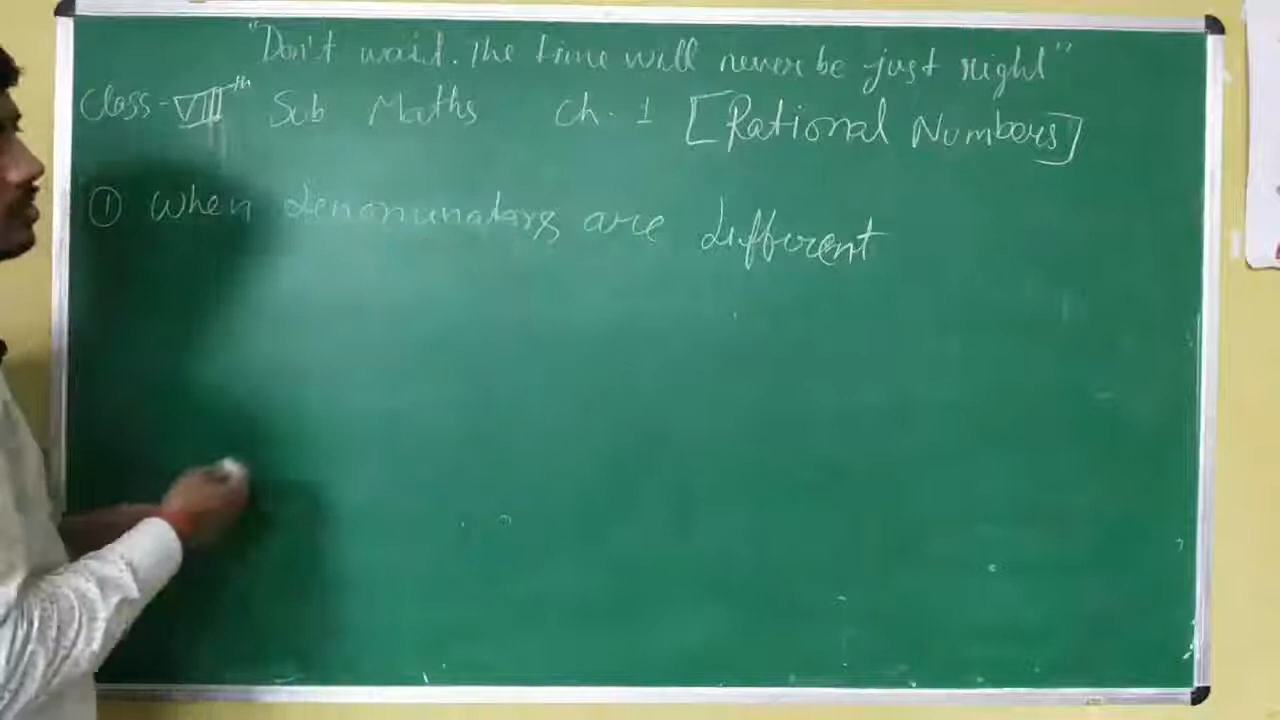 "Don't wait. The time will never be just right"
Class - VIIIth Sub Maths Ch. 1 [Rational Numbers]
① When denominators are different